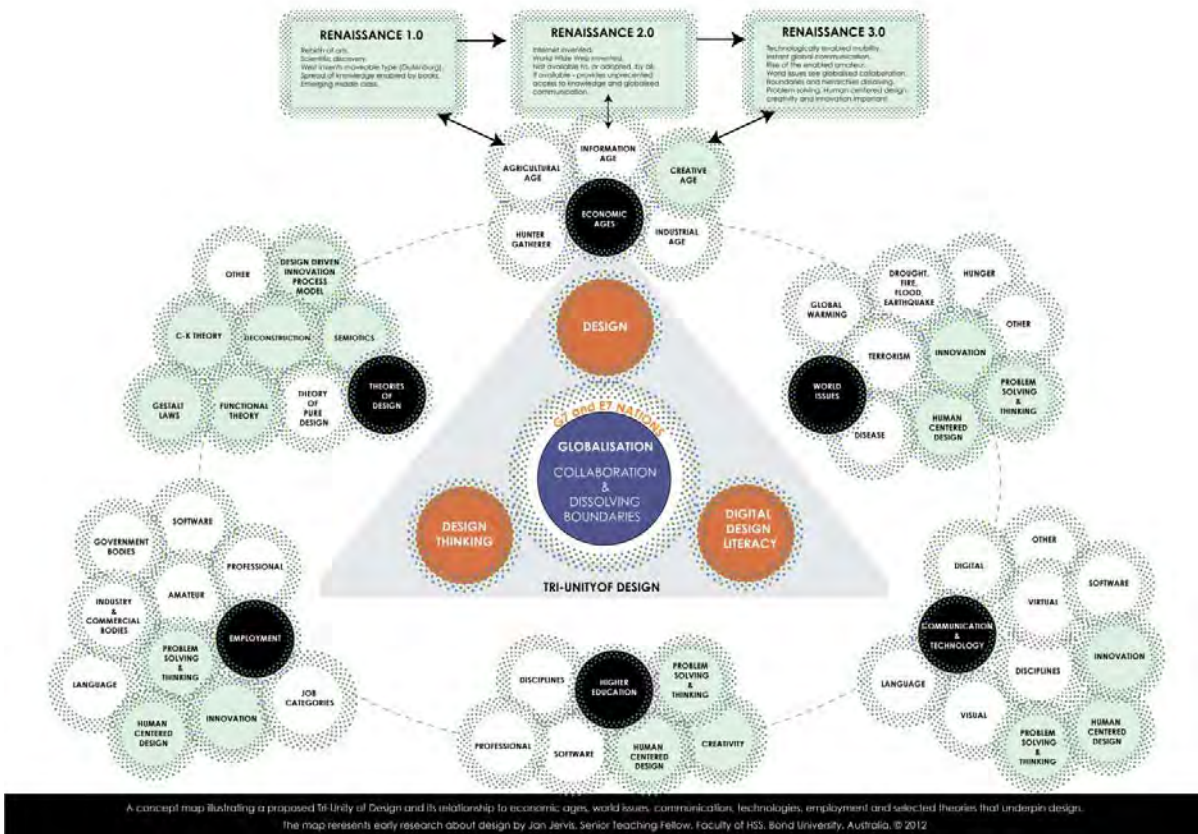 RENAISSANCE 1.0
Rebirth of arts.
Scientific discovery.
West invents moveable type (Gutenburg).
Spread of knowledge enabled by books.
Emerging middle class.
RENAISSANCE 2.0
Internet invented.
World Wide Web invented.
Not available to, or adopted, by all.
If available - provides unprecented
access to knowledge and globalised
communication.
RENAISSANCE 3.0
Technologically enabled mobility.
Instant global communication.
Rise of the enabled amateur.
World issues see globalised collaboration.
Boundaries and hierarchies dissolving.
Problem solving, Human centered design,
creativity and innovation important
AGRICULTURAL
AGE
INFORMATION
AGE
CREATIVE
AGE
ECONOMIC
AGES
HUNTER
GATHERER
INDUSTRIAL
AGE
OTHER
DESIGN DRIVEN
INNOVATION
PROCESS
MODEL
C-K THEORY
DECONSTRUCTION
SEMIOTICS
GESTALT
LAWS
FUNCTIONAL
THEORY
THEORY
OF
PURE
DESIGN
THEORIES
OF
DESIGN
DESIGN
G7 and E7 NATIONS
GLOBALISATION
COLLABORATION
&
DISSOLVING
BOUNDARIES
DESIGN
THINKING
DIGITAL
DESIGN
LITERACY
TRI-UNITYOF DESIGN
GLOBAL
WARMING
DROUGHT,
FIRE,
FLOOD,
EARTHQUAKE
HUNGER
OTHER
TERRORISM
INNOVATION
WORLD
ISSUES
PROBLEM
SOLVING
&
THINKING
DISEASE
HUMAN
CENTERED
DESIGN
SOFTWARE
GOVERNMENT
BODIES
PROFESSIONAL
AMATEUR
INDUSTRY
&
COMMERCIAL
BODIES
EMPLOYMENT
PROBLEM
SOLVING
&
THINKING
LANGUAGE
JOB
CATEGORIES
INNOVATION
HUMAN
CENTERED
DESIGN
DISCIPLINES
HIGHER
EDUCATION
PROBLEM
SOLVING
&
THINKING
PROFESSIONAL
SOFTWARE
HUMAN
CENTERED
DESIGN
CREATIVITY
OTHER
DIGITAL
SOFTWARE
VIRTUAL
COMMUNICATION
&
TECHNOLOGY
INNOVATION
DISCIPLINES
LANGUAGE
VISUAL
PROBLEM
SOLVING
&
THINKING
HUMAN
CENTERED
DESIGN
A concept map illustrating a proposed Tri-Unity of Design and its relationship to economic ages, world issues, communication, technologies, employment and selected theories that underpin design.
The map reresents early research about design by Jan Jervis, Senior Teaching Fellow, Faculty of HSS, Bond University, Australia. © 2012